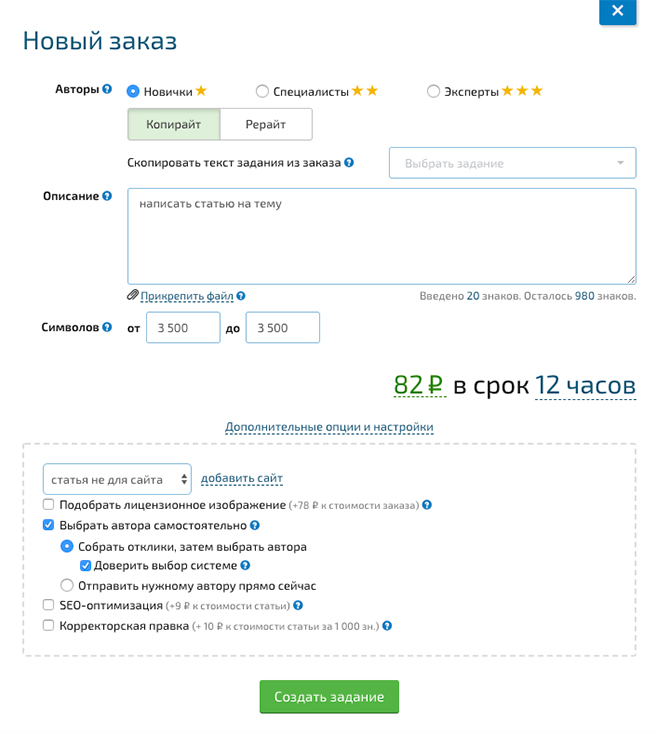 Новый заказ
Авторы Новички Специалисты Эксперты
Копирайт Рерайт
Скопировать текст задания из заказа Выбрать задание
Описание написать статью на тему
Прикрепить файл Введено 20 знаков. Осталось 980 знаков.
Символов от 3 500 до 3 500
82 ₽ в срок 12 часов
Дополнительные опции и настройки
статья не для сайта добавить сайт
Подобрать лицензионное изображение (+78 ₽ к стоимости заказа)
Выбрать автора самостоятельно
Собрать отклики, затем выбрать автора
Доверить выбор системе
Отправить нужному автору прямо сейчас
SEO-оптимизация (+9 ₽ к стоимости статьи)
Корректорская правка (+ 10 ₽ к стоимости статьи за 1 000 зн.)
Создать задание